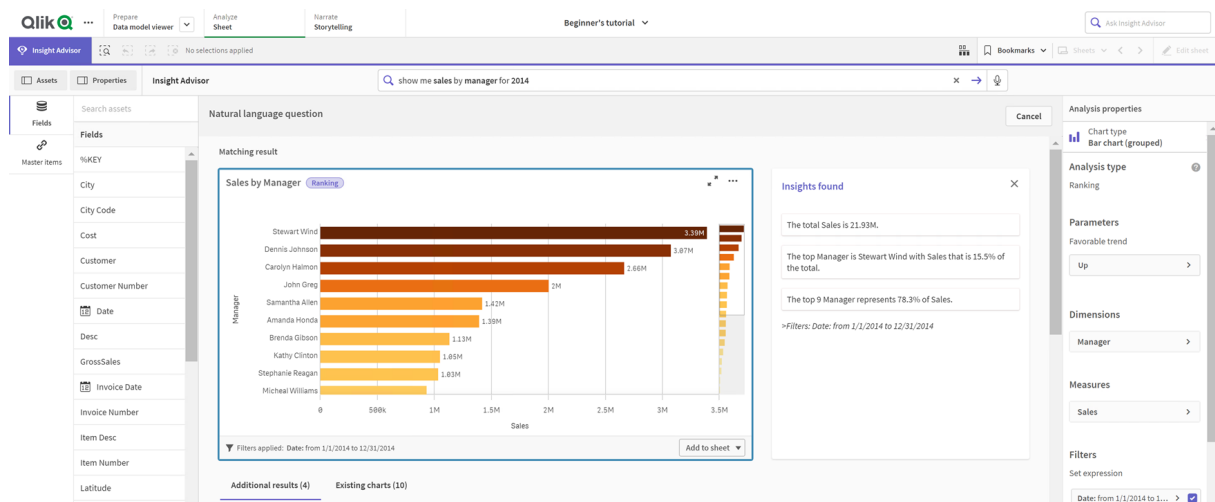 Qlik
Prepare
Data model viewer
Analyze
Sheet
Narrate
Storytelling
Beginner's tutorial
Ask Insight Advisor
Insight Advisor
No selections applied
Bookmarks
Sheets
Edit sheet
Assets
Properties
Insight Advisor
show me sales by manager for 2014
Fields
Master items
Search assets
Fields
%KEY
City
City Code
Cost
Customer
Customer Number
Date
Desc
GrossSales
Invoice Date
Invoice Number
Item Desc
Item Number
Latitude
Natural language question
Cancel
Matching result
Sales by Manager
Ranking
Manager
Stewart Wind 3.39M
Dennis Johnson 3.07M
Carolyn Halmon 2.66M
John Greg 2M
Samantha Allen 1.42M
Amanda Honda 1.39M
Brenda Gibson 1.13M
Kathy Clinton 1.05M
Stephanie Reagan 1.03M
Micheal Williams
0 500k 1M 1.5M 2M 2.5M 3M 3.5M
Sales
Filters applied: Date: from 1/1/2014 to 12/31/2014
Add to sheet
Additional results (4)
Existing charts (10)
Insights found
The total Sales is 21.93M.
The top Manager is Stewart Wind with Sales that is 15.5% of
the total.
The top 9 Manager represents 78.3% of Sales.
>Filters: Date: from 1/1/2014 to 12/31/2014
Analysis properties
Chart type
Bar chart (grouped)
Analysis type
Ranking
Parameters
Favorable trend
Up
Dimensions
Manager
Measures
Sales
Filters
Set expression
Date: from 1/1/2014 to 1...